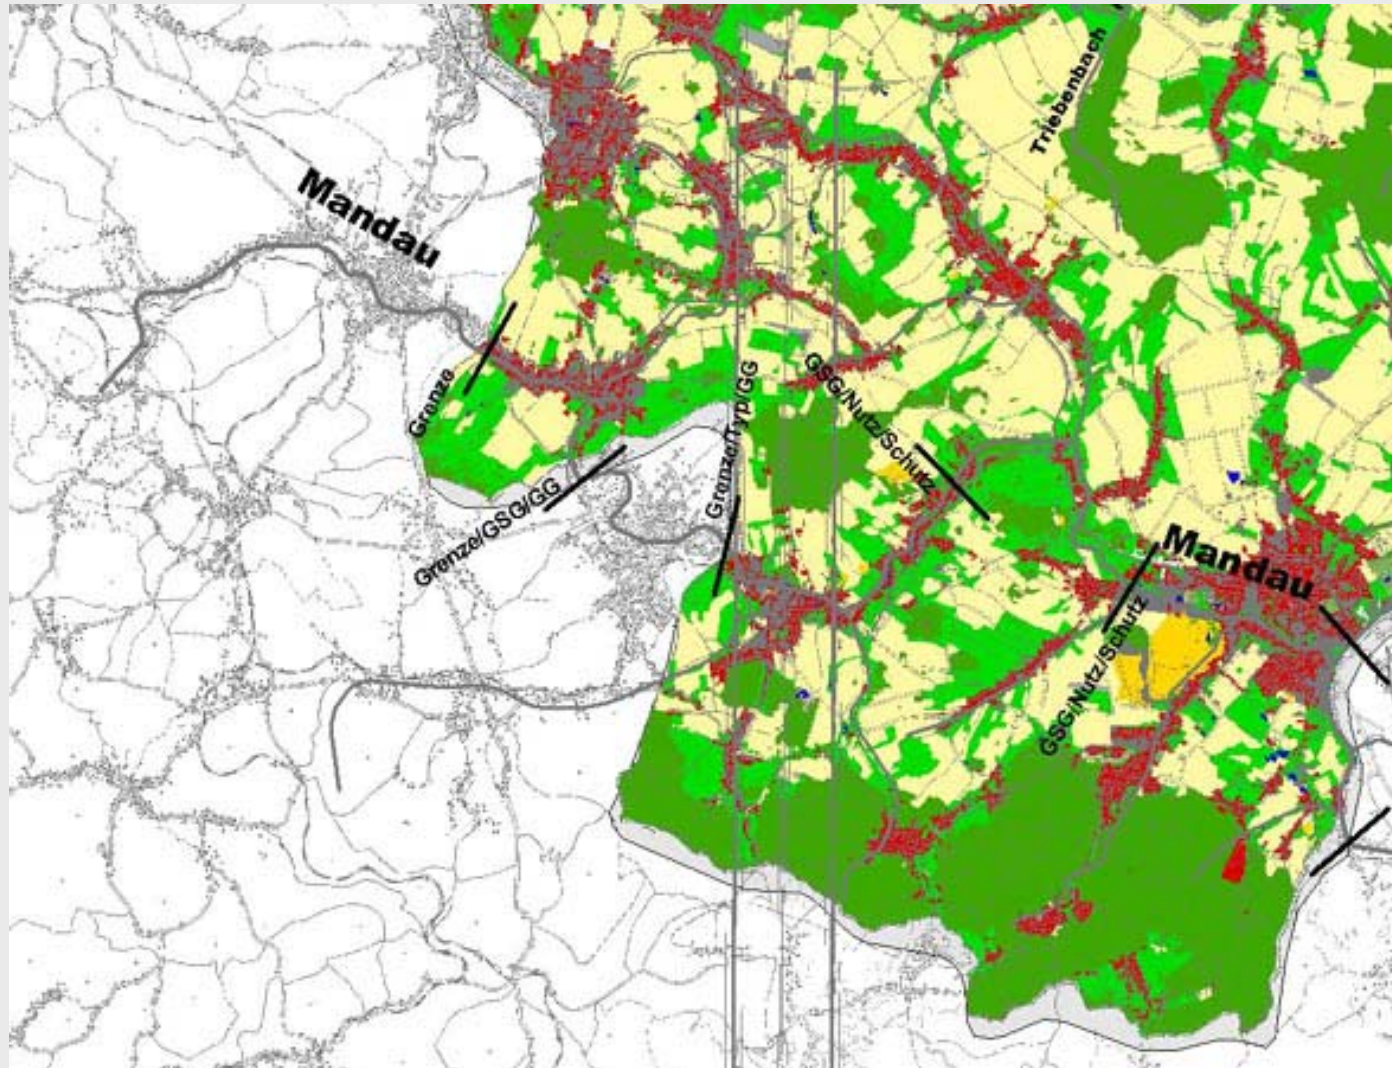 Triebenbach
Mandau
Grenze
Grenze/GSG/GG
Grenze/Typ/GG
GSG/Nutz/Schutz
Mandau
GSG/Nutz/Schutz